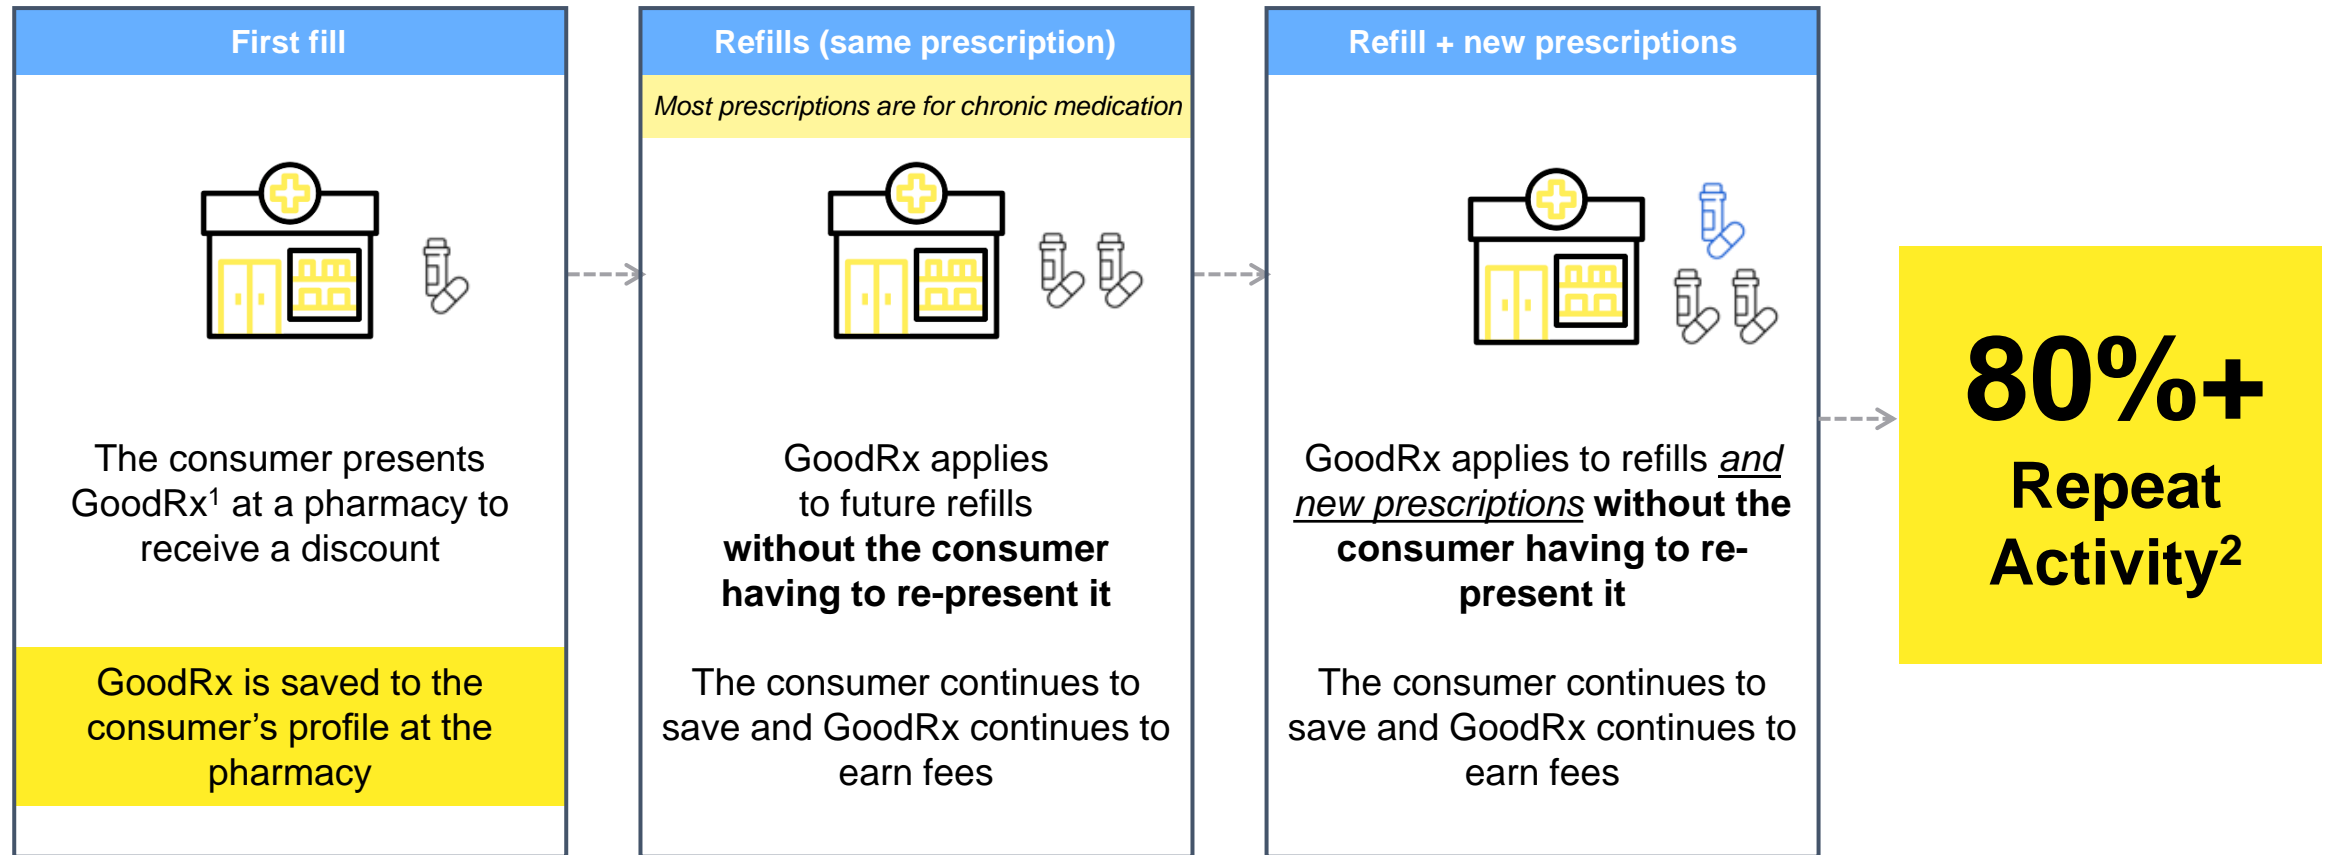 First fill
The consumer presents
GoodRx¹ at a pharmacy to
receive a discount
GoodRx is saved to the
consumer’s profile at the
pharmacy
Refills (same prescription)
Most prescriptions are for chronic medication
GoodRx applies
to future refills
without the consumer
having to re-present it
The consumer continues to
save and GoodRx continues to
earn fees
Refill + new prescriptions
GoodRx applies to refills and
new prescriptions without the
consumer having to re-
present it
The consumer continues to
save and GoodRx continues to
earn fees
80%+
Repeat
Activity²